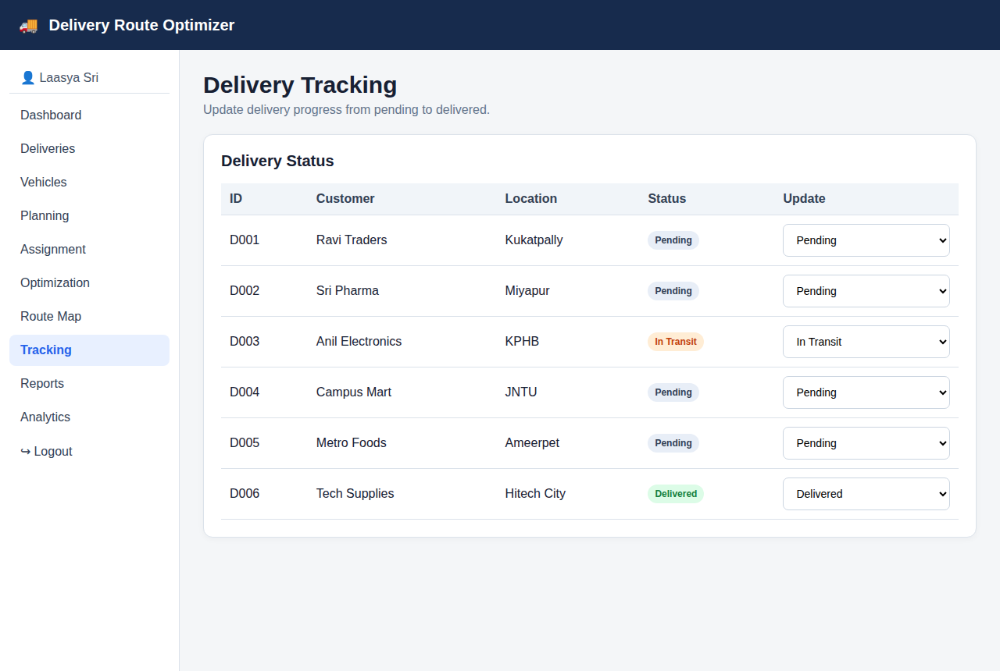 🚚 Delivery Route Optimizer
👤 Laasya Sri
Dashboard
Deliveries
Vehicles
Planning
Assignment
Optimization
Route Map
Tracking
Reports
Analytics
↪ Logout
Delivery Tracking
Update delivery progress from pending to delivered.
Delivery Status
ID Customer Location Status Update
D001 Ravi Traders Kukatpally Pending Pending
D002 Sri Pharma Miyapur Pending Pending
D003 Anil Electronics KPHB In Transit In Transit
D004 Campus Mart JNTU Pending Pending
D005 Metro Foods Ameerpet Pending Pending
D006 Tech Supplies Hitech City Delivered Delivered